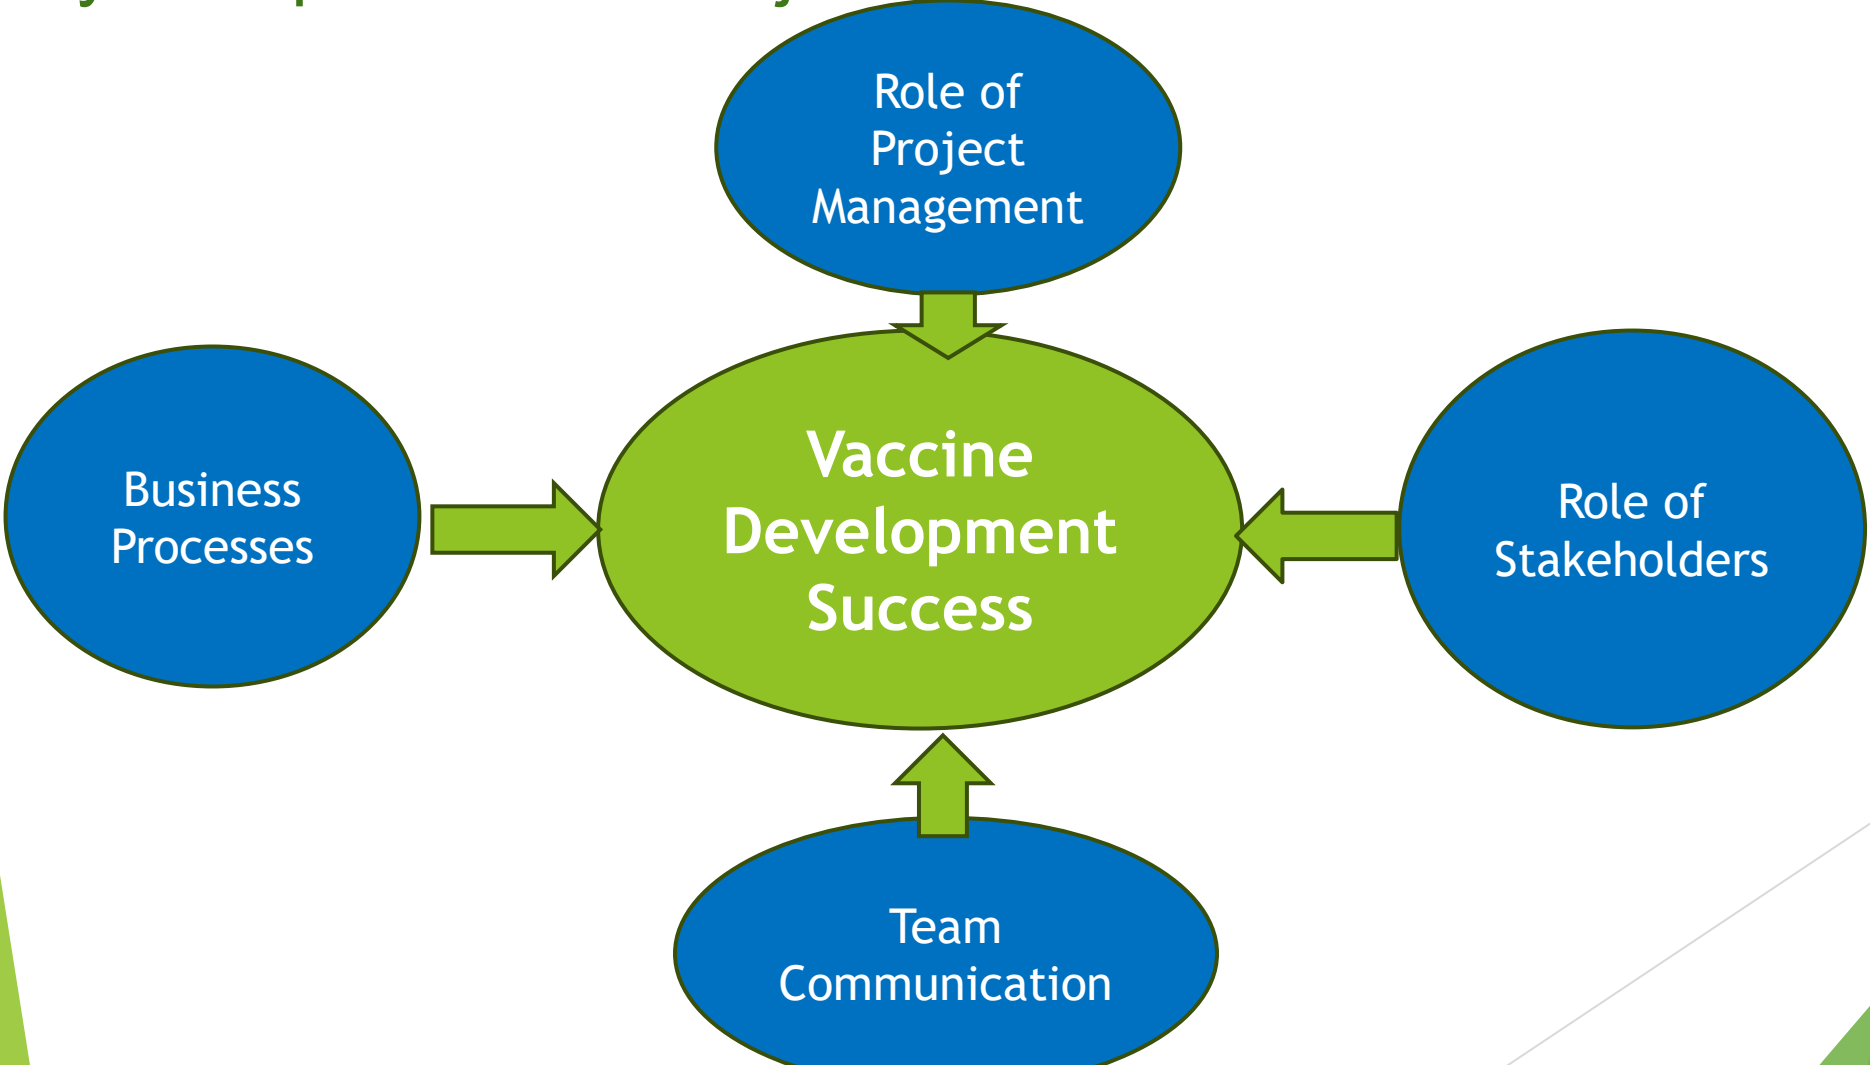 Role of
Project
Management
Vaccine
Development
Success
Business
Processes
Role of
Stakeholders
Team
Communication